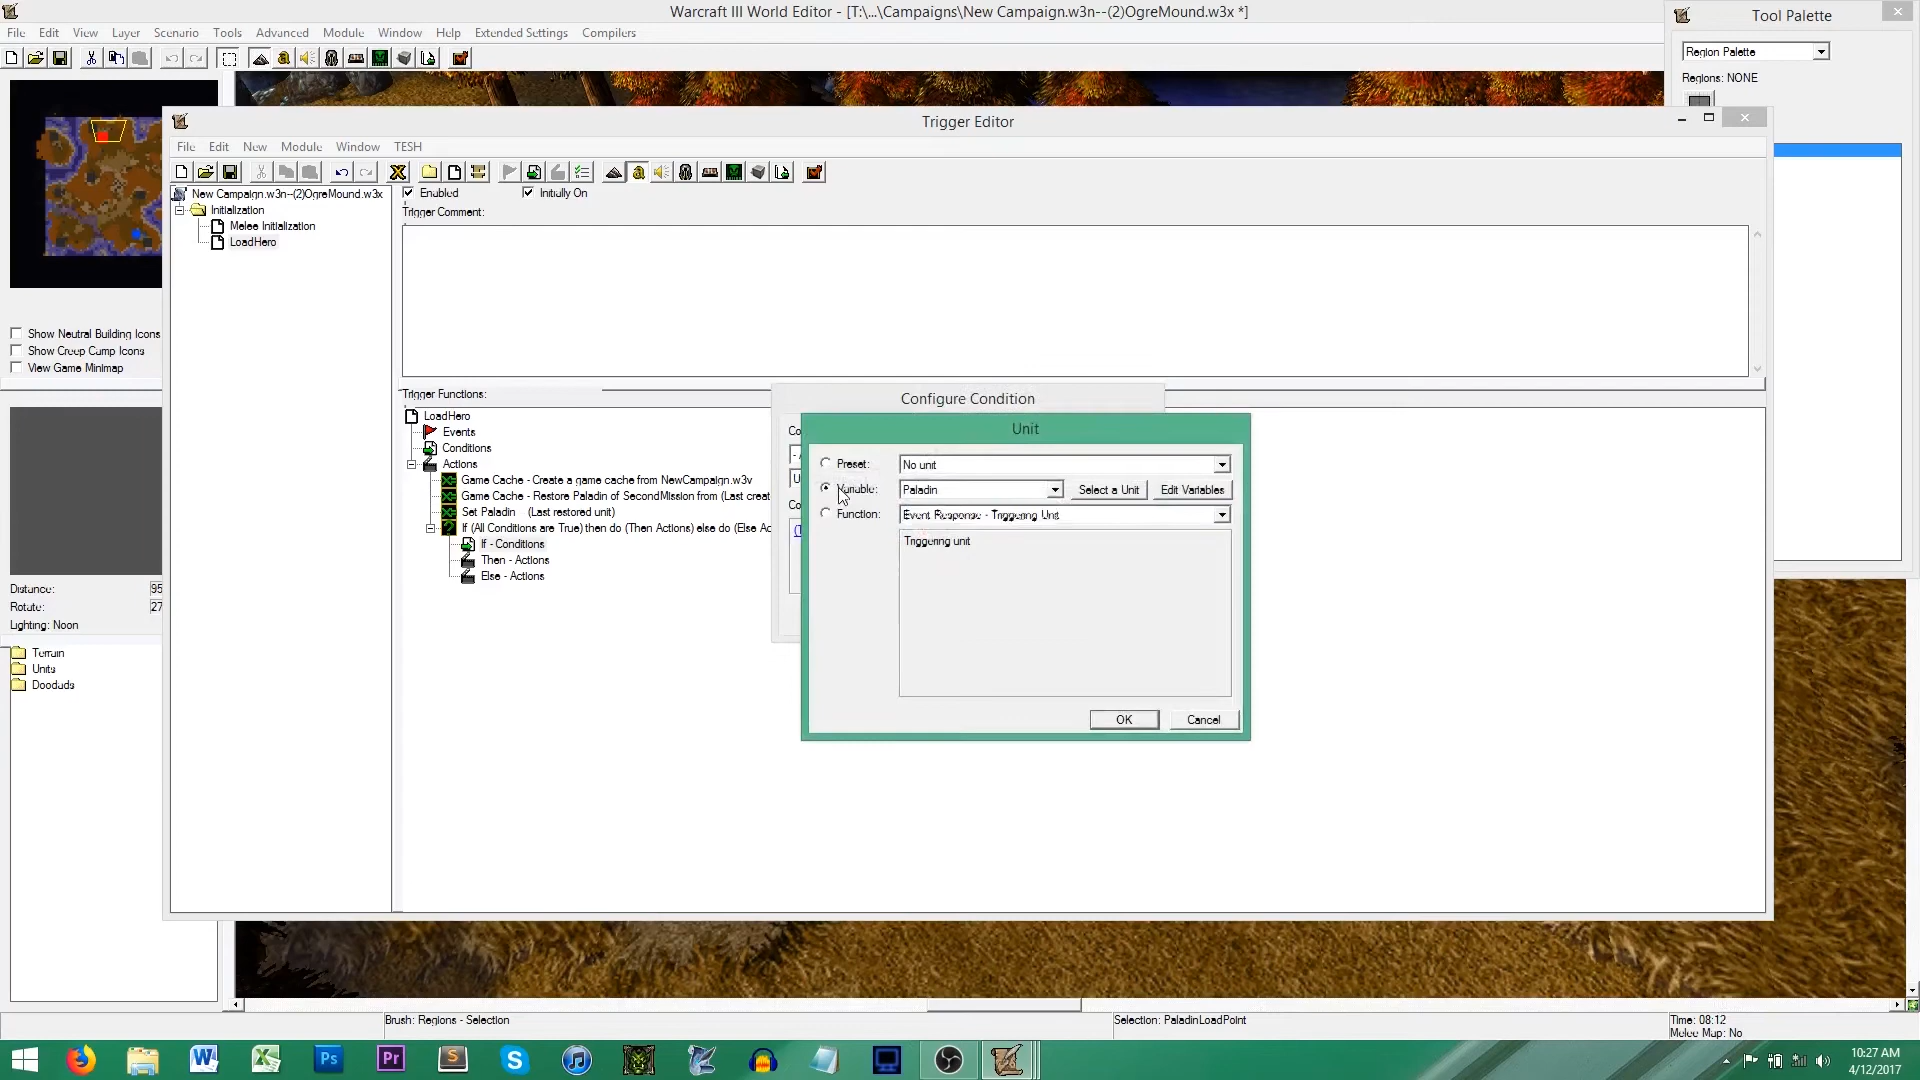 Warcraft III World Editor - [T:\...\Campaigns\New Campaign.w3n--(2)OgreMound.w3x *]
Tool Palette
File Edit View Layer Scenario Tools Defined Advanced Module Window Help Extended Settings Compilers
Region Palette
Regions: NONE
Trigger Editor
File Edit New Module Window TESH
New Campaign.w3n--(2)OgreMound.w3x
Initialization
Melee Initialization
LoadHero
Enabled
Initially On
Trigger Comment:
Show Neutral Building Icons
Show Creep Camp Icons
View Game Minimap
Trigger Functions:
LoadHero
Events
Conditions
Actions
Game Cache - Create a game cache from NewCampaign.w3v
Game Cache - Restore Paladin of SecondMission from (Last creat
Set Paladin (Last restored unit)
If (All Conditions are True) then do (Then Actions) else do (Else Ac
If - Conditions
Then - Actions
Else - Actions
Configure Condition
Co
Co
Unit
Preset:
No unit
Variable:
Paladin
Select a Unit
Edit Variables
Function:
Event Response - Triggering Unit
Triggering unit
OK
Cancel
Distance: 95
Rotate: 27
Lighting: Noon
Terrain
Units
Doodads
Brush: Regions - Selection
Selection: PaladinLoadPoint
Time: 08:12
Melee Map: No
10:27 AM
4/12/2017